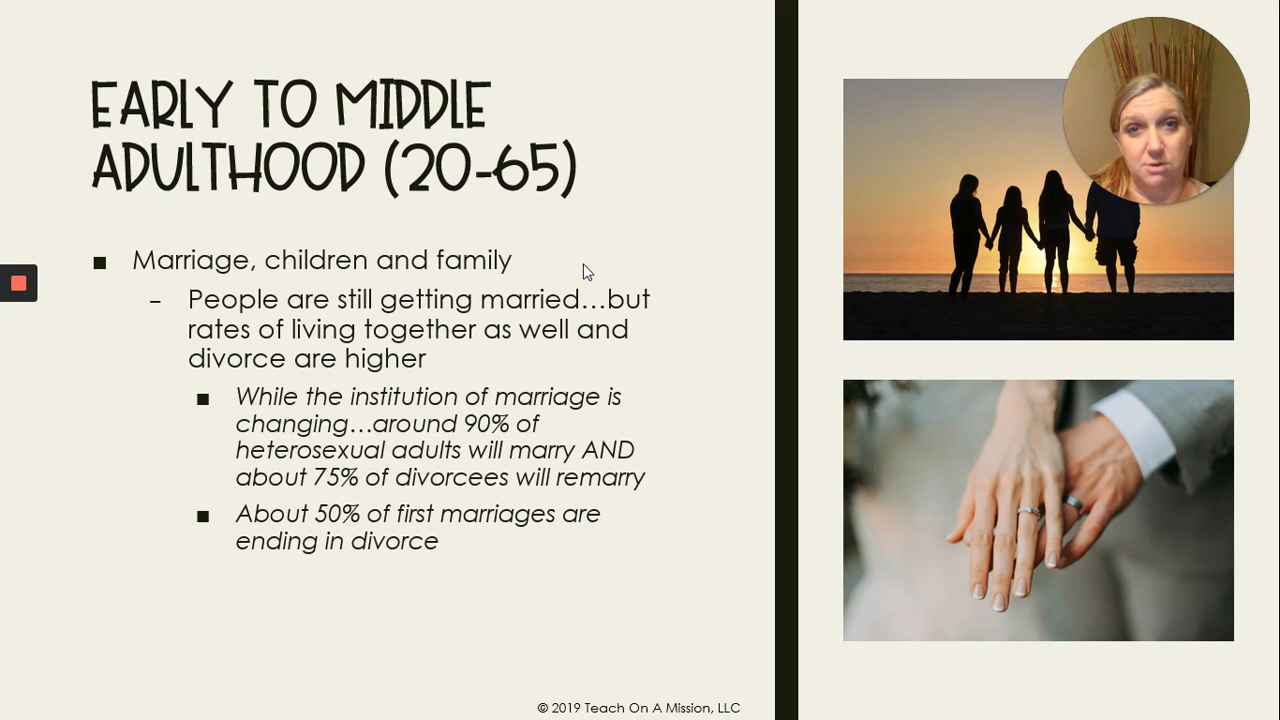 EARLY TO MIDDLE
ADULTHOOD (20-65)
■ Marriage, children and family
– People are still getting married...but
rates of living together as well and
divorce are higher
■ While the institution of marriage is
changing...around 90% of
heterosexual adults will marry AND
about 75% of divorcees will remarry
■ About 50% of first marriages are
ending in divorce
© 2019 Teach On A Mission, LLC